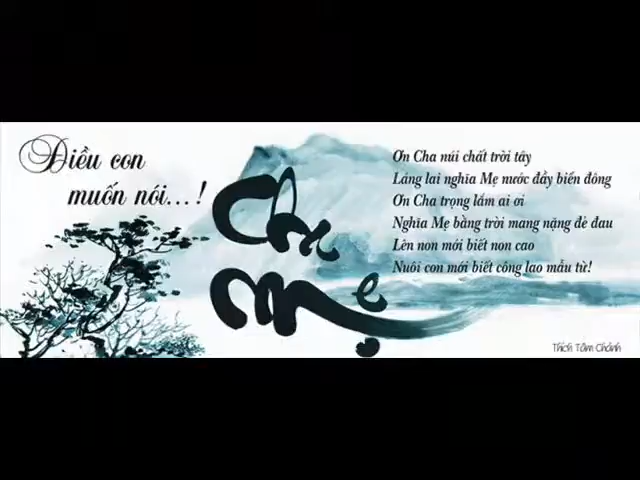 Điều con
muốn nói...!
Cha
Mẹ
Ơn Cha núi chất trời tây
Láng lai nghĩa Mẹ nước đầy biển đông
Ơn Cha trọng lắm ai ơi
Nghĩa Mẹ bằng trời mang nặng đẻ đau
Lên non mới biết non cao
Nuôi con mới biết công lao mẫu từ!
Thích Tâm Chánh